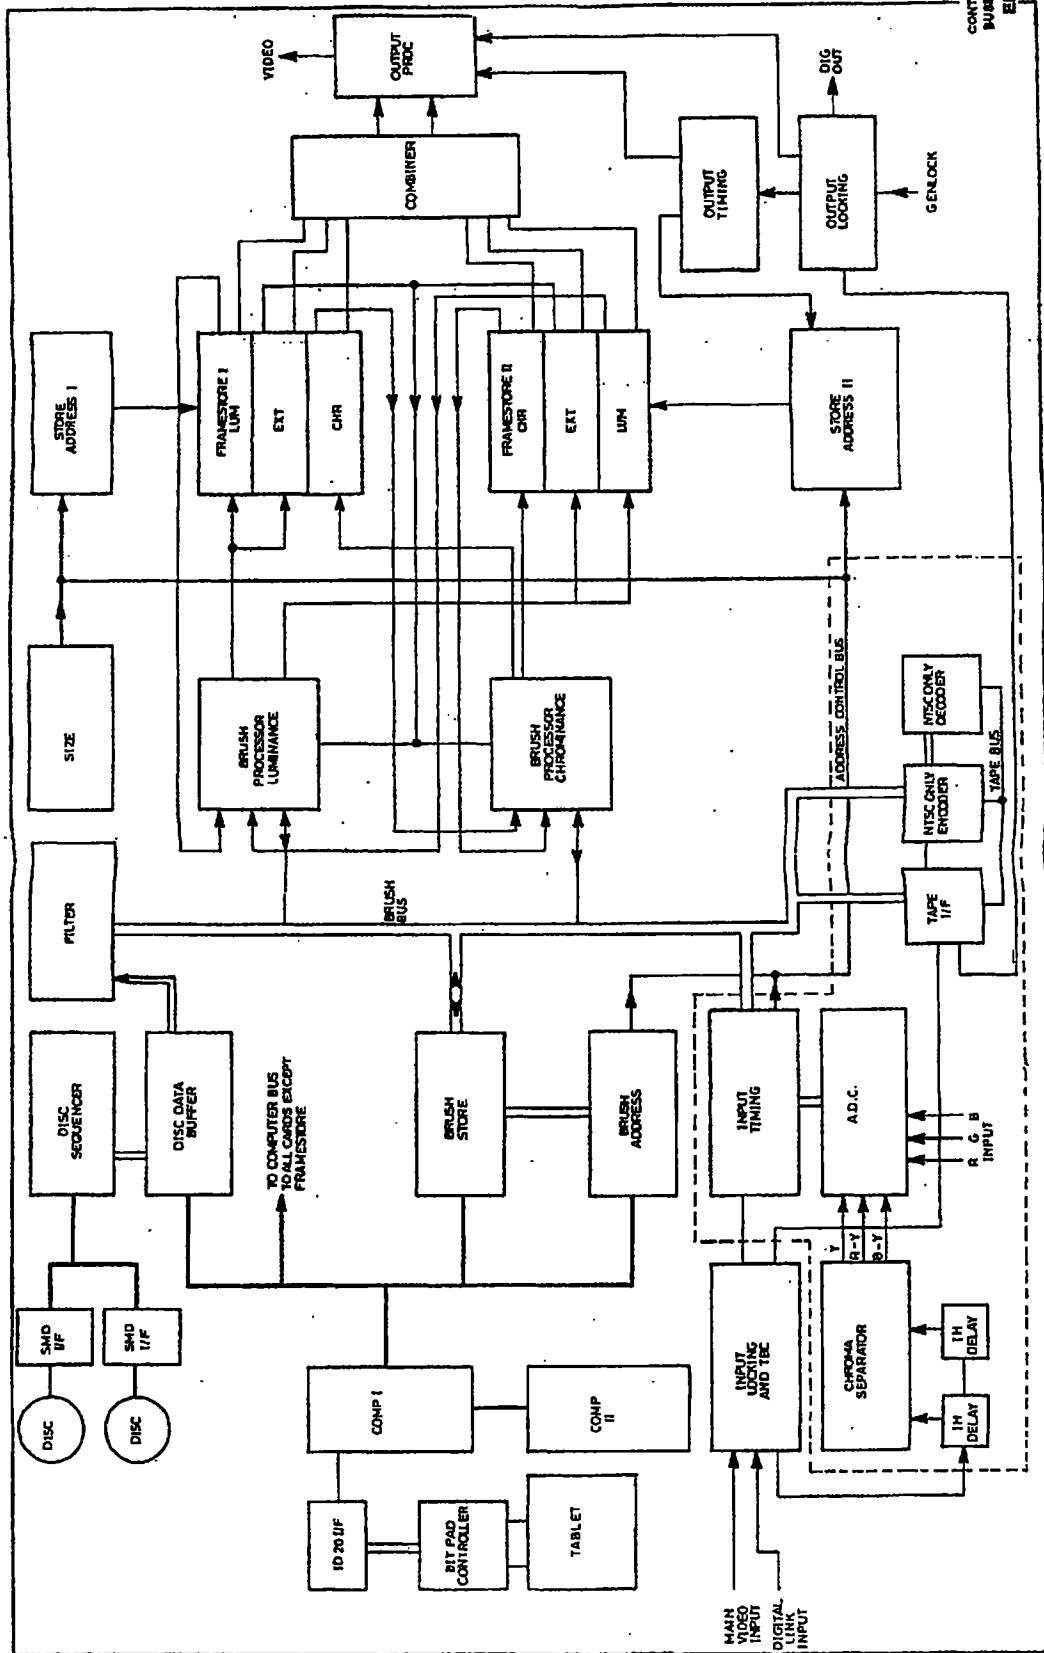 DISC
SMD
I/F
DISC
SMD
I/F
DISC
SEQUENCER
DISC DATA
BUFFER
FILTER
SIZE
STORE
ADDRESS I
TO COMPUTER BUS
TO ALL CARDS EXCEPT
FRAMESTORE
BRUSH
BUS
BRUSH
PROCESSOR
LUMINANCE
FRAMESTORE I
LUM
EXT
CHR
VIDEO
OUTPUT
PROC
COMBINER
ID 20 I/F
BIT PAD
CONTROLLER
TABLET
COMP I
COMP
II
BRUSH
STORE
BRUSH
ADDRESS
BRUSH
PROCESSOR
CHROMINANCE
FRAMESTORE II
CHR
EXT
LUM
OUTPUT
TIMING
OUTPUT
LOCKING
DIG
OUT
GENLOCK
STORE
ADDRESS II
MAIN
VIDEO
INPUT
DIGITAL
LINK
INPUT
INPUT
LOCKING
AND TBC
CHROMA
SEPARATOR
1H
DELAY
1H
DELAY
Y
R-Y
B-Y
INPUT
TIMING
A.D.C.
R G B
INPUT
ADDRESS CONTROL BUS
TAPE
I/F
NTSC ONLY
ENCODER
NTSC ONLY
DECODER
TAPE BUS